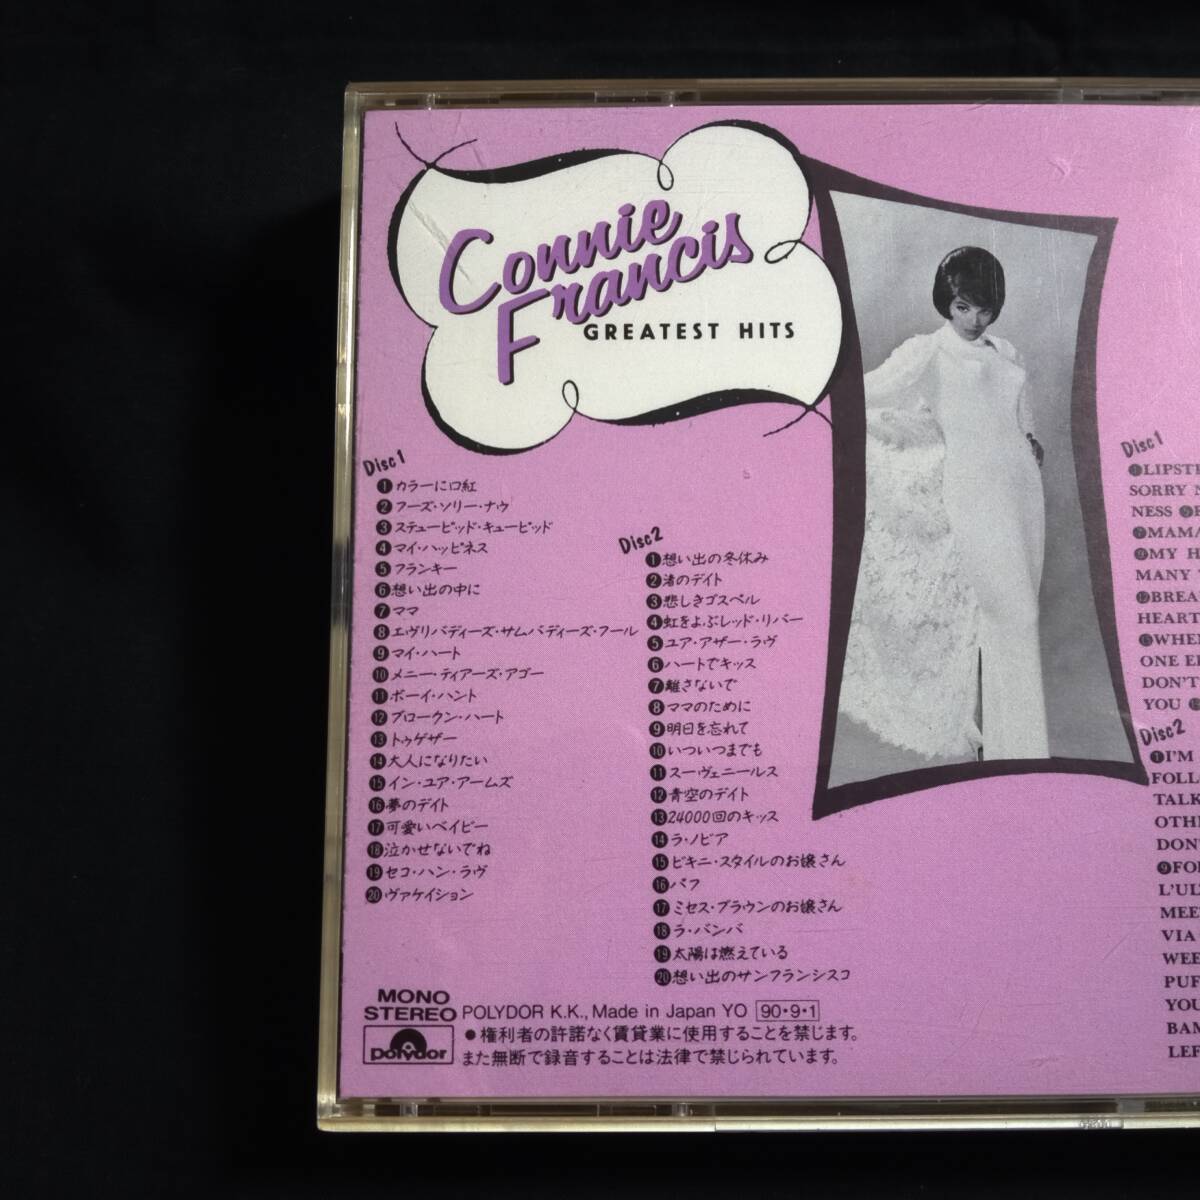 Connie
Francis
GREATEST HITS
Disc1
❶カラーに口紅
❷フーズ・ソリー・ナウ
❸ステューピッド・キューピッド
❹マイ・ハッピネス
❺フランキー
❻想い出の中に
❼ママ
❽エヴリバディーズ・サムバディーズ・フール
❾マイ・ハート
❿メニー・ティアーズ・アゴー
⓫ボーイ・ハント
⓬ブロークン・ハート
⓭トゥゲザー
⓮大人になりたい
⓯イン・ユア・アームズ
⓰夢のデイト
⓱可愛いベイビー
⓲泣かせないでね
⓳セコ・ハン・ラヴ
⓴ヴァケイション
Disc2
❶想い出の冬休み
❷渚のデイト
❸悲しきゴスペル
❹虹をよぶレッド・リバー
❺ユア・アザー・ラヴ
❻ハートでキッス
❼離さないで
❽ママのために
❾明日を忘れて
❿いついつまでも
⓫スーヴェニールス
⓬青空のデイト
⓭24000回のキッス
⓮ラ・ノビア
⓯ビキニ・スタイルのお嬢さん
⓰パフ
⓱ミセス・ブラウンのお嬢さん
⓲ラ・バンバ
⓳太陽は燃えている
⓴想い出のサンフランシスコ
MONO
STEREO
POLYDOR K.K., Made in Japan YO 90・9・1
polydor
●権利者の許諾なく賃貸業に使用することを禁じます。
また無断で録音することは法律で禁じられています。
Disc1
❶LIPST
SORRY
NESS ❺
❼MAMA
❾MY H
MANY
⓬BREA
HEART
⓯WHE
ONE E
DON'T
YOU
Disc2
❶I'M
FOLL
TALK
OTHE
DON'
❾FO
L'UL
MEE
VIA
WEE
PUF
YOU
BAM
LEF